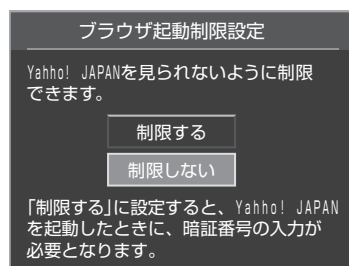 ブラウザ起動制限設定
Yahho! JAPANを見られないように制限
できます。
制限する
制限しない
「制限する」に設定すると、Yahho! JAPAN
を起動したときに、暗証番号の入力が
必要となります。